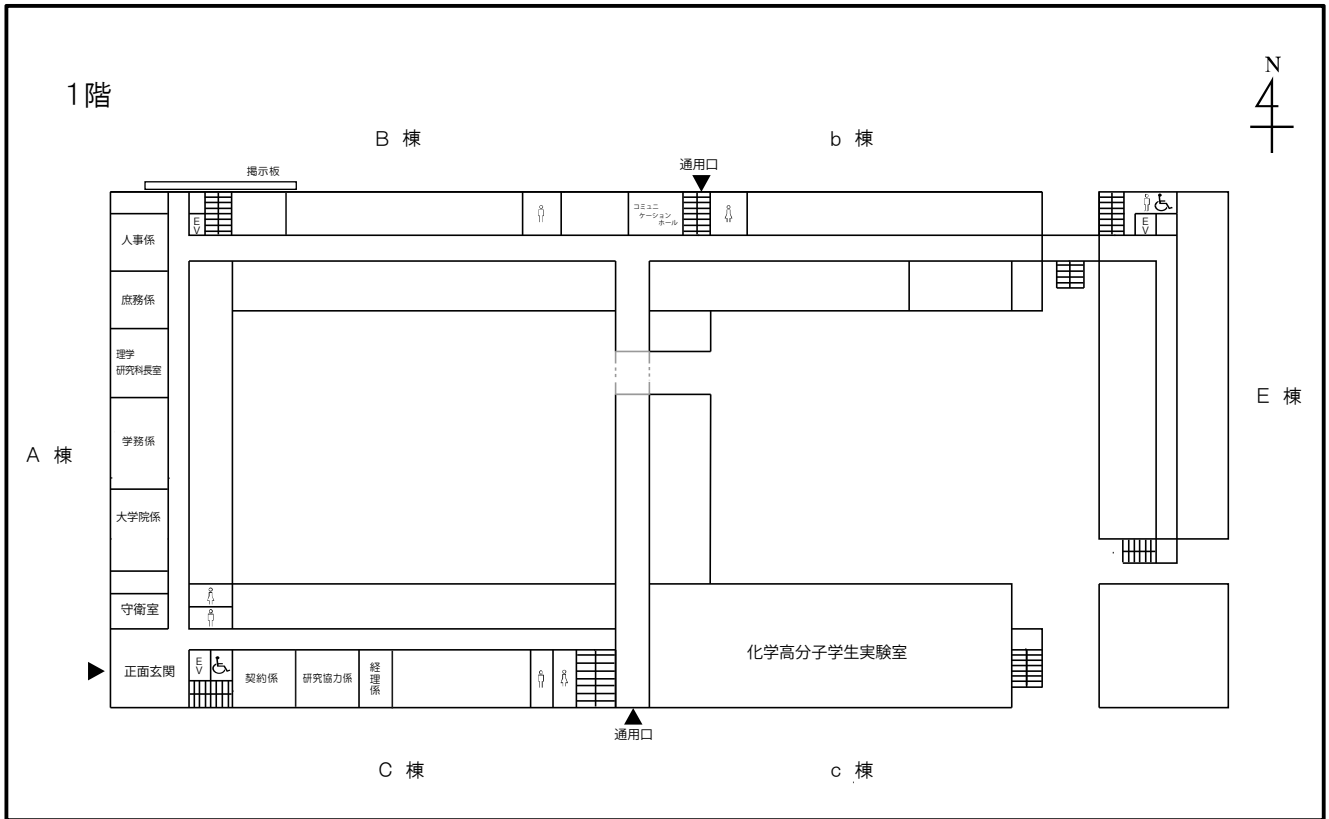 N
1階
B 棟
b 棟
掲示板
通用口
EV
コミュニ
ケーション
ホール
EV
人事係
庶務係
理学
研究科長室
A 棟
学務係
E 棟
大学院係
守衛室
正面玄関
EV
契約係
研究協力係
経理係
化学高分子学生実験室
通用口
C 棟
c 棟